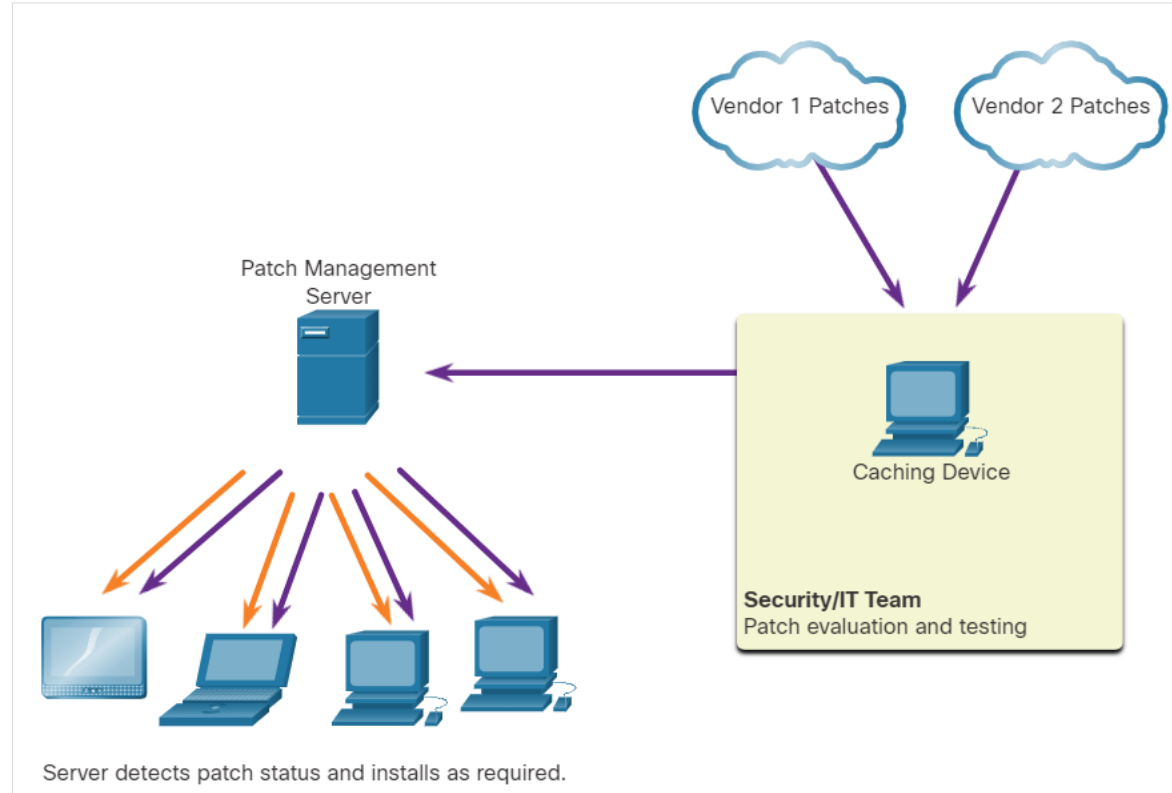 Vendor 1 Patches
Vendor 2 Patches
Patch Management
Server
Caching Device
Security/IT Team
Patch evaluation and testing
Server detects patch status and installs as required.